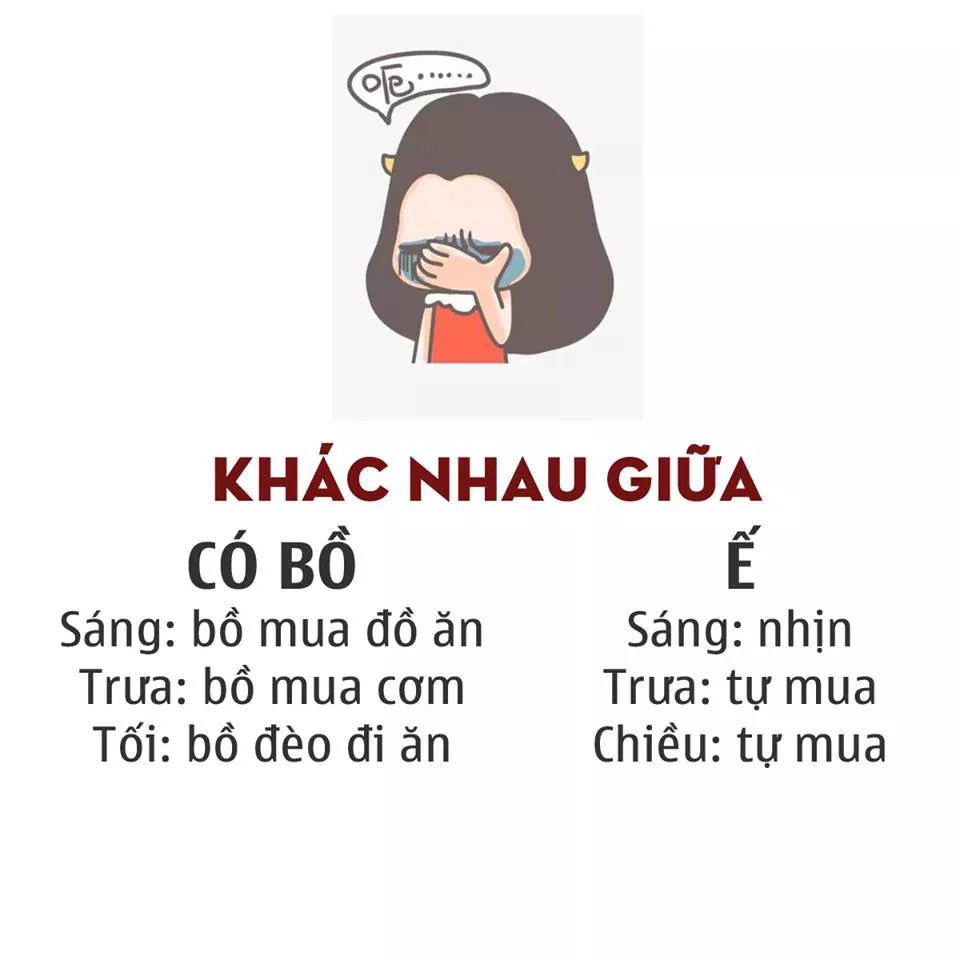 呃……
KHÁC NHAU GIỮA
CÓ BỒ
Sáng: bồ mua đồ ăn
Trưa: bồ mua cơm
Tối: bồ đèo đi ăn
Ế
Sáng: nhịn
Trưa: tự mua
Chiều: tự mua